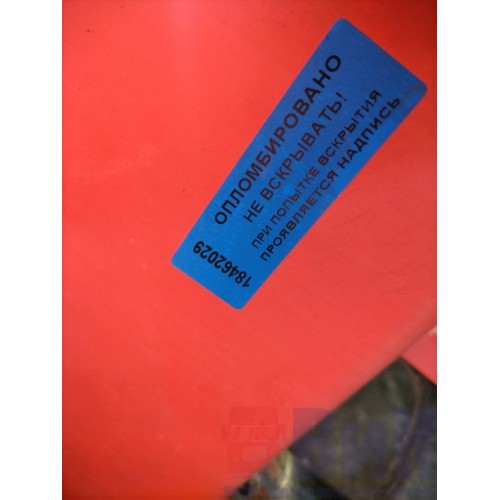 ОПЛОМБИРОВАНО
НЕ ВСКРЫВАТЬ!
ПРИ ПОПЫТКЕ ВСКРЫТИЯ
ПРОЯВЛЯЕТСЯ НАДПИСЬ
18462029